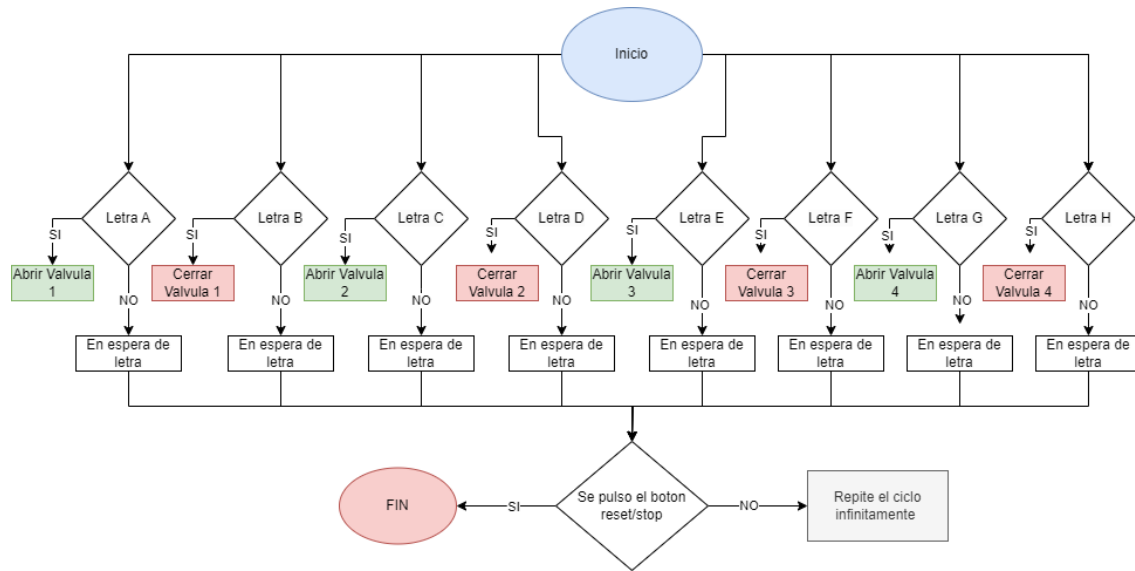 Inicio
Letra A
Letra B
Letra C
Letra D
Letra E
Letra F
Letra G
Letra H
SI
SI
SI
SI
SI
SI
SI
SI
Abrir Valvula
1
Cerrar
Valvula 1
Abrir Valvula
2
Cerrar
Valvula 2
Abrir Valvula
3
Cerrar
Valvula 3
Abrir Valvula
4
Cerrar
Valvula 4
NO
NO
NO
NO
NO
NO
NO
NO
En espera de
letra
En espera de
letra
En espera de
letra
En espera de
letra
En espera de
letra
En espera de
letra
En espera de
letra
En espera de
letra
FIN
SI
Se pulso el boton
reset/stop
NO
Repite el ciclo
infinitamente